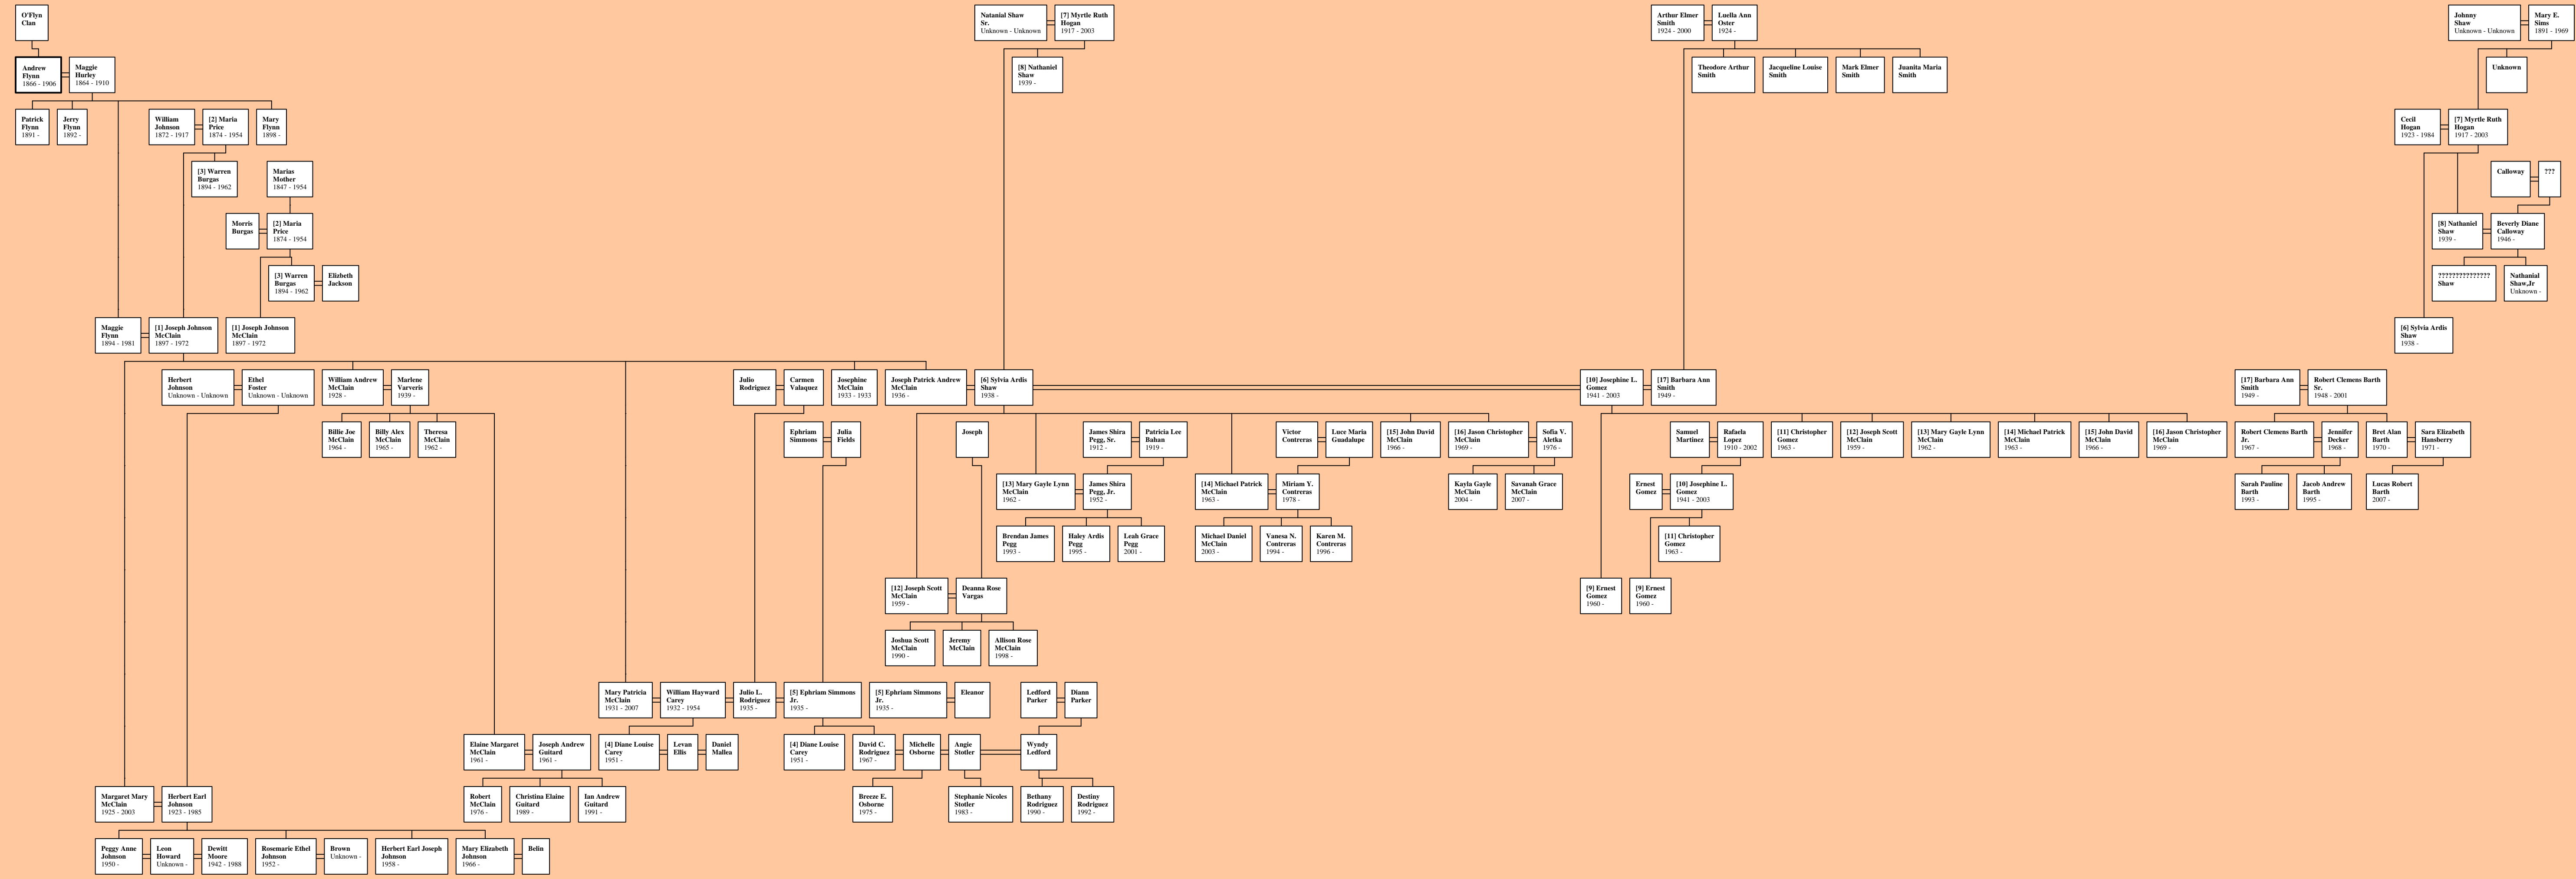 O'Flyn
Clan
Natanial Shaw
Sr.
Unknown - Unknown
[7] Myrtle Ruth
Hogan
1917 - 2003
Arthur Elmer
Smith
1924 - 2000
Luella Ann
Oster
1924 -
Johnny
Shaw
Unknown - Unknown
Mary E.
Sims
1891 - 1969
Andrew
Flynn
1866 - 1906
Maggie
Hurley
1864 - 1910
[8] Nathaniel
Shaw
1939 -
Theodore Arthur
Smith
Jacqueline Louise
Smith
Mark Elmer
Smith
Juanita Maria
Smith
Unknown
Patrick
Flynn
1891 -
Jerry
Flynn
1892 -
William
Johnson
1872 - 1917
[2] Maria
Price
1874 - 1954
Mary
Flynn
1898 -
Cecil
Hogan
1923 - 1984
[7] Myrtle Ruth
Hogan
1917 - 2003
[3] Warren
Burgas
1894 - 1962
Marias
Mother
1847 - 1954
Calloway
???
Morris
Burgas
[2] Maria
Price
1874 - 1954
[8] Nathaniel
Shaw
1939 -
Beverly Diane
Calloway
1946 -
[3] Warren
Burgas
1894 - 1962
Elizbeth
Jackson
??????????????
Shaw
Nathanial
Shaw,Jr
Unknown -
Maggie
Flynn
1894 - 1981
[1] Joseph Johnson
McClain
1897 - 1972
[1] Joseph Johnson
McClain
1897 - 1972
[6] Sylvia Ardis
Shaw
1938 -
Herbert
Johnson
Unknown - Unknown
Ethel
Foster
Unknown - Unknown
William Andrew
McClain
1928 -
Marlene
Varveris
1939 -
Julio
Rodriguez
Carmen
Valaquez
Josephine
McClain
1933 - 1933
Joseph Patrick Andrew
McClain
1936 -
[6] Sylvia Ardis
Shaw
1938 -
[10] Josephine L.
Gomez
1941 - 2003
[17] Barbara Ann
Smith
1949 -
[17] Barbara Ann
Smith
1949 -
Robert Clemens Barth
Sr.
1948 - 2001
Billie Joe
McClain
1964 -
Billy Alex
McClain
1965 -
Theresa
McClain
1962 -
Ephriam
Simmons
Julia
Fields
Joseph
James Shira
Pegg, Sr.
1912 -
Patricia Lee
Bahan
1919 -
Victor
Contreras
Luce Maria
Guadalupe
[15] John David
McClain
1966 -
[16] Jason Christopher
McClain
1969 -
Sofia V.
Aletka
1976 -
Samuel
Martinez
Rafaela
Lopez
1910 - 2002
[11] Christopher
Gomez
1963 -
[12] Joseph Scott
McClain
1959 -
[13] Mary Gayle Lynn
McClain
1962 -
[14] Michael Patrick
McClain
1963 -
[15] John David
McClain
1966 -
[16] Jason Christopher
McClain
1969 -
Robert Clemens Barth
Jr.
1967 -
Jennifer
Decker
1968 -
Bret Alan
Barth
1970 -
Sara Elizabeth
Hansberry
1971 -
[13] Mary Gayle Lynn
McClain
1962 -
James Shira
Pegg, Jr.
1952 -
[14] Michael Patrick
McClain
1963 -
Miriam Y.
Contreras
1978 -
Kayla Gayle
McClain
2004 -
Savanah Grace
McClain
2007 -
Ernest
Gomez
[10] Josephine L.
Gomez
1941 - 2003
Sarah Pauline
Barth
1993 -
Jacob Andrew
Barth
1995 -
Lucas Robert
Barth
2007 -
Brendan James
Pegg
1993 -
Haley Ardis
Pegg
1995 -
Leah Grace
Pegg
2001 -
Michael Daniel
McClain
2003 -
Vanesa N.
Contreras
1994 -
Karen M.
Contreras
1996 -
[11] Christopher
Gomez
1963 -
[12] Joseph Scott
McClain
1959 -
Deanna Rose
Vargas
[9] Ernest
Gomez
1960 -
[9] Ernest
Gomez
1960 -
Joshua Scott
McClain
1990 -
Jeremy
McClain
Allison Rose
McClain
1998 -
Mary Patricia
McClain
1931 - 2007
William Hayward
Carey
1932 - 1954
Julio L.
Rodriguez
1935 -
[5] Ephriam Simmons
Jr.
1935 -
[5] Ephriam Simmons
Jr.
1935 -
Eleanor
Ledford
Parker
Diann
Parker
Elaine Margaret
McClain
1961 -
Joseph Andrew
Guitard
1961 -
[4] Diane Louise
Carey
1951 -
Levan
Ellis
Daniel
Mallea
[4] Diane Louise
Carey
1951 -
David C.
Rodriguez
1967 -
Michelle
Osborne
Angie
Stotler
Wyndy
Ledford
Margaret Mary
McClain
1925 - 2003
Herbert Earl
Johnson
1923 - 1985
Robert
McClain
1976 -
Christina Elaine
Guitard
1989 -
Ian Andrew
Guitard
1991 -
Breeze E.
Osborne
1975 -
Stephanie Nicoles
Stotler
1983 -
Bethany
Rodriguez
1990 -
Destiny
Rodriguez
1992 -
Peggy Anne
Johnson
1950 -
Leon
Howard
Unknown -
Dewitt
Moore
1942 - 1988
Rosemarie Ethel
Johnson
1952 -
Brown
Unknown -
Herbert Earl Joseph
Johnson
1958 -
Mary Elizabeth
Johnson
1966 -
Belin